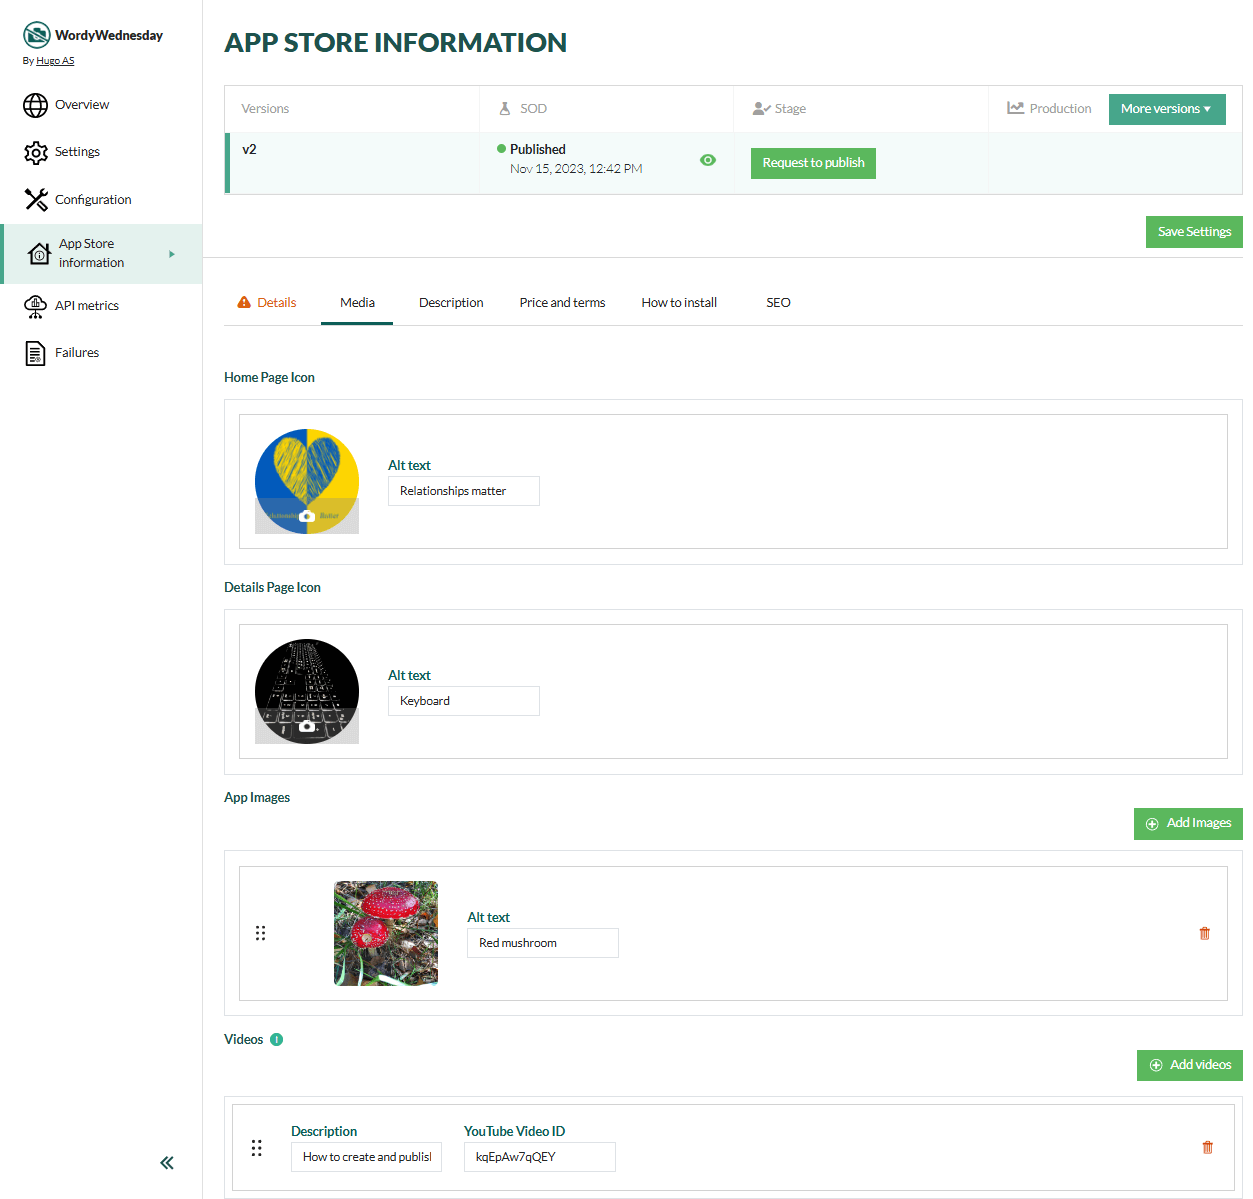 WordyWednesday
By Hugo AS
Overview
Settings
Configuration
App Store
information
API metrics
Failures
APP STORE INFORMATION
Versions
SOD
Stage
Production
More versions
v2
Published
Nov 15, 2023, 12:42 PM
Request to publish
Save Settings
Details
Media
Description
Price and terms
How to install
SEO
Home Page Icon
Alt text
Relationships matter
Details Page Icon
Alt text
Keyboard
App Images
Add Images
Alt text
Red mushroom
Videos
Add videos
Description
YouTube Video ID
How to create and publis
kqEpAw7qQEY